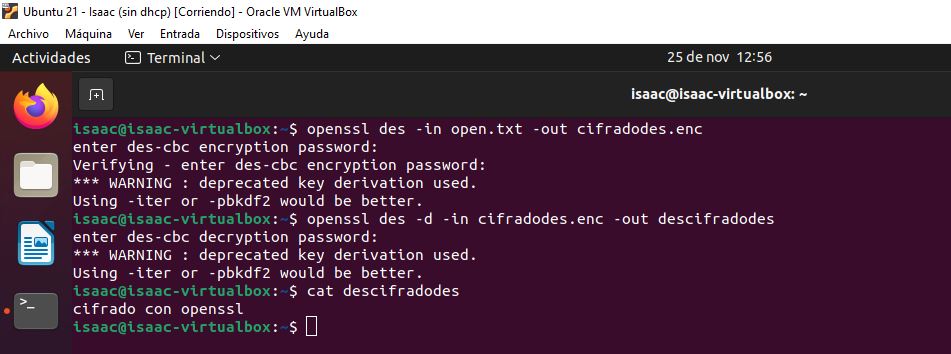 Ubuntu 21 - Isaac (sin dhcp) [Corriendo] - Oracle VM VirtualBox
Archivo Máquina Ver Entrada Dispositivos Ayuda
Actividades Terminal 25 de nov 12:56
isaac@isaac-virtualbox: ~
isaac@isaac-virtualbox:~$ openssl des -in open.txt -out cifradodes.enc
enter des-cbc encryption password:
Verifying - enter des-cbc encryption password:
*** WARNING : deprecated key derivation used.
Using -iter or -pbkdf2 would be better.
isaac@isaac-virtualbox:~$ openssl des -d -in cifradodes.enc -out descifradodes
enter des-cbc decryption password:
*** WARNING : deprecated key derivation used.
Using -iter or -pbkdf2 would be better.
isaac@isaac-virtualbox:~$ cat descifradodes
cifrado con openssl
isaac@isaac-virtualbox:~$